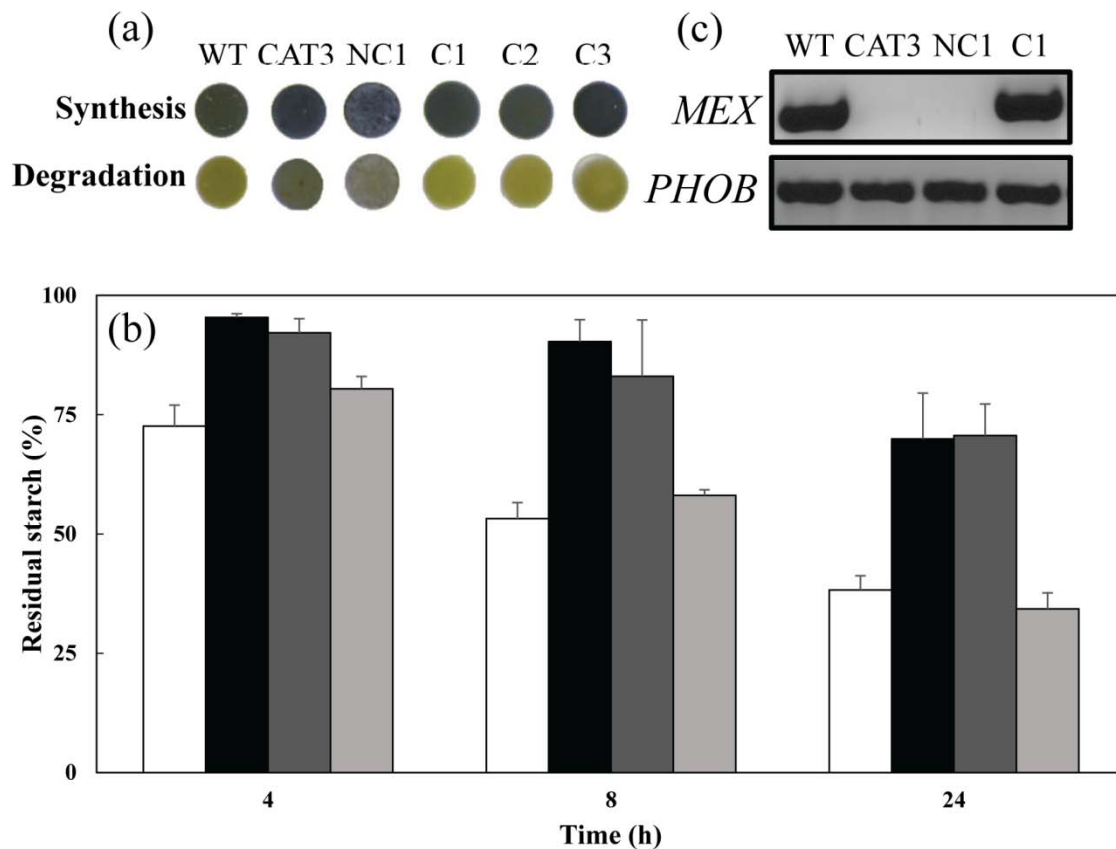 (a)
WT CAT3 NC1 C1 C2 C3
Synthesis
Degradation
(c)
WT CAT3 NC1 C1
MEX
PHOB
(b)
Residual starch (%)
100
75
50
25
0
4 8 24
Time (h)